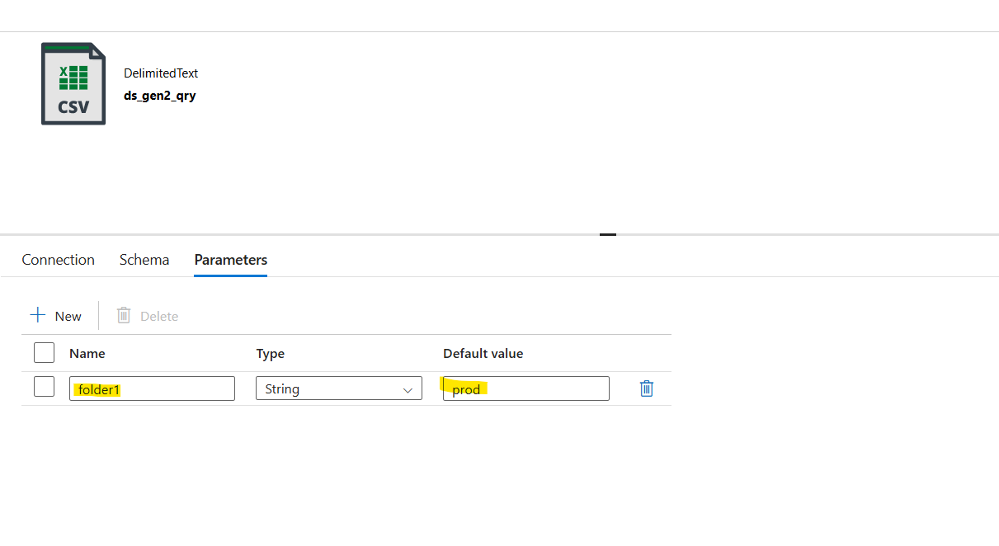 X
CSV
DelimitedText
ds_gen2_qry
Connection Schema Parameters
New Delete
Name Type Default value
folder1 String prod